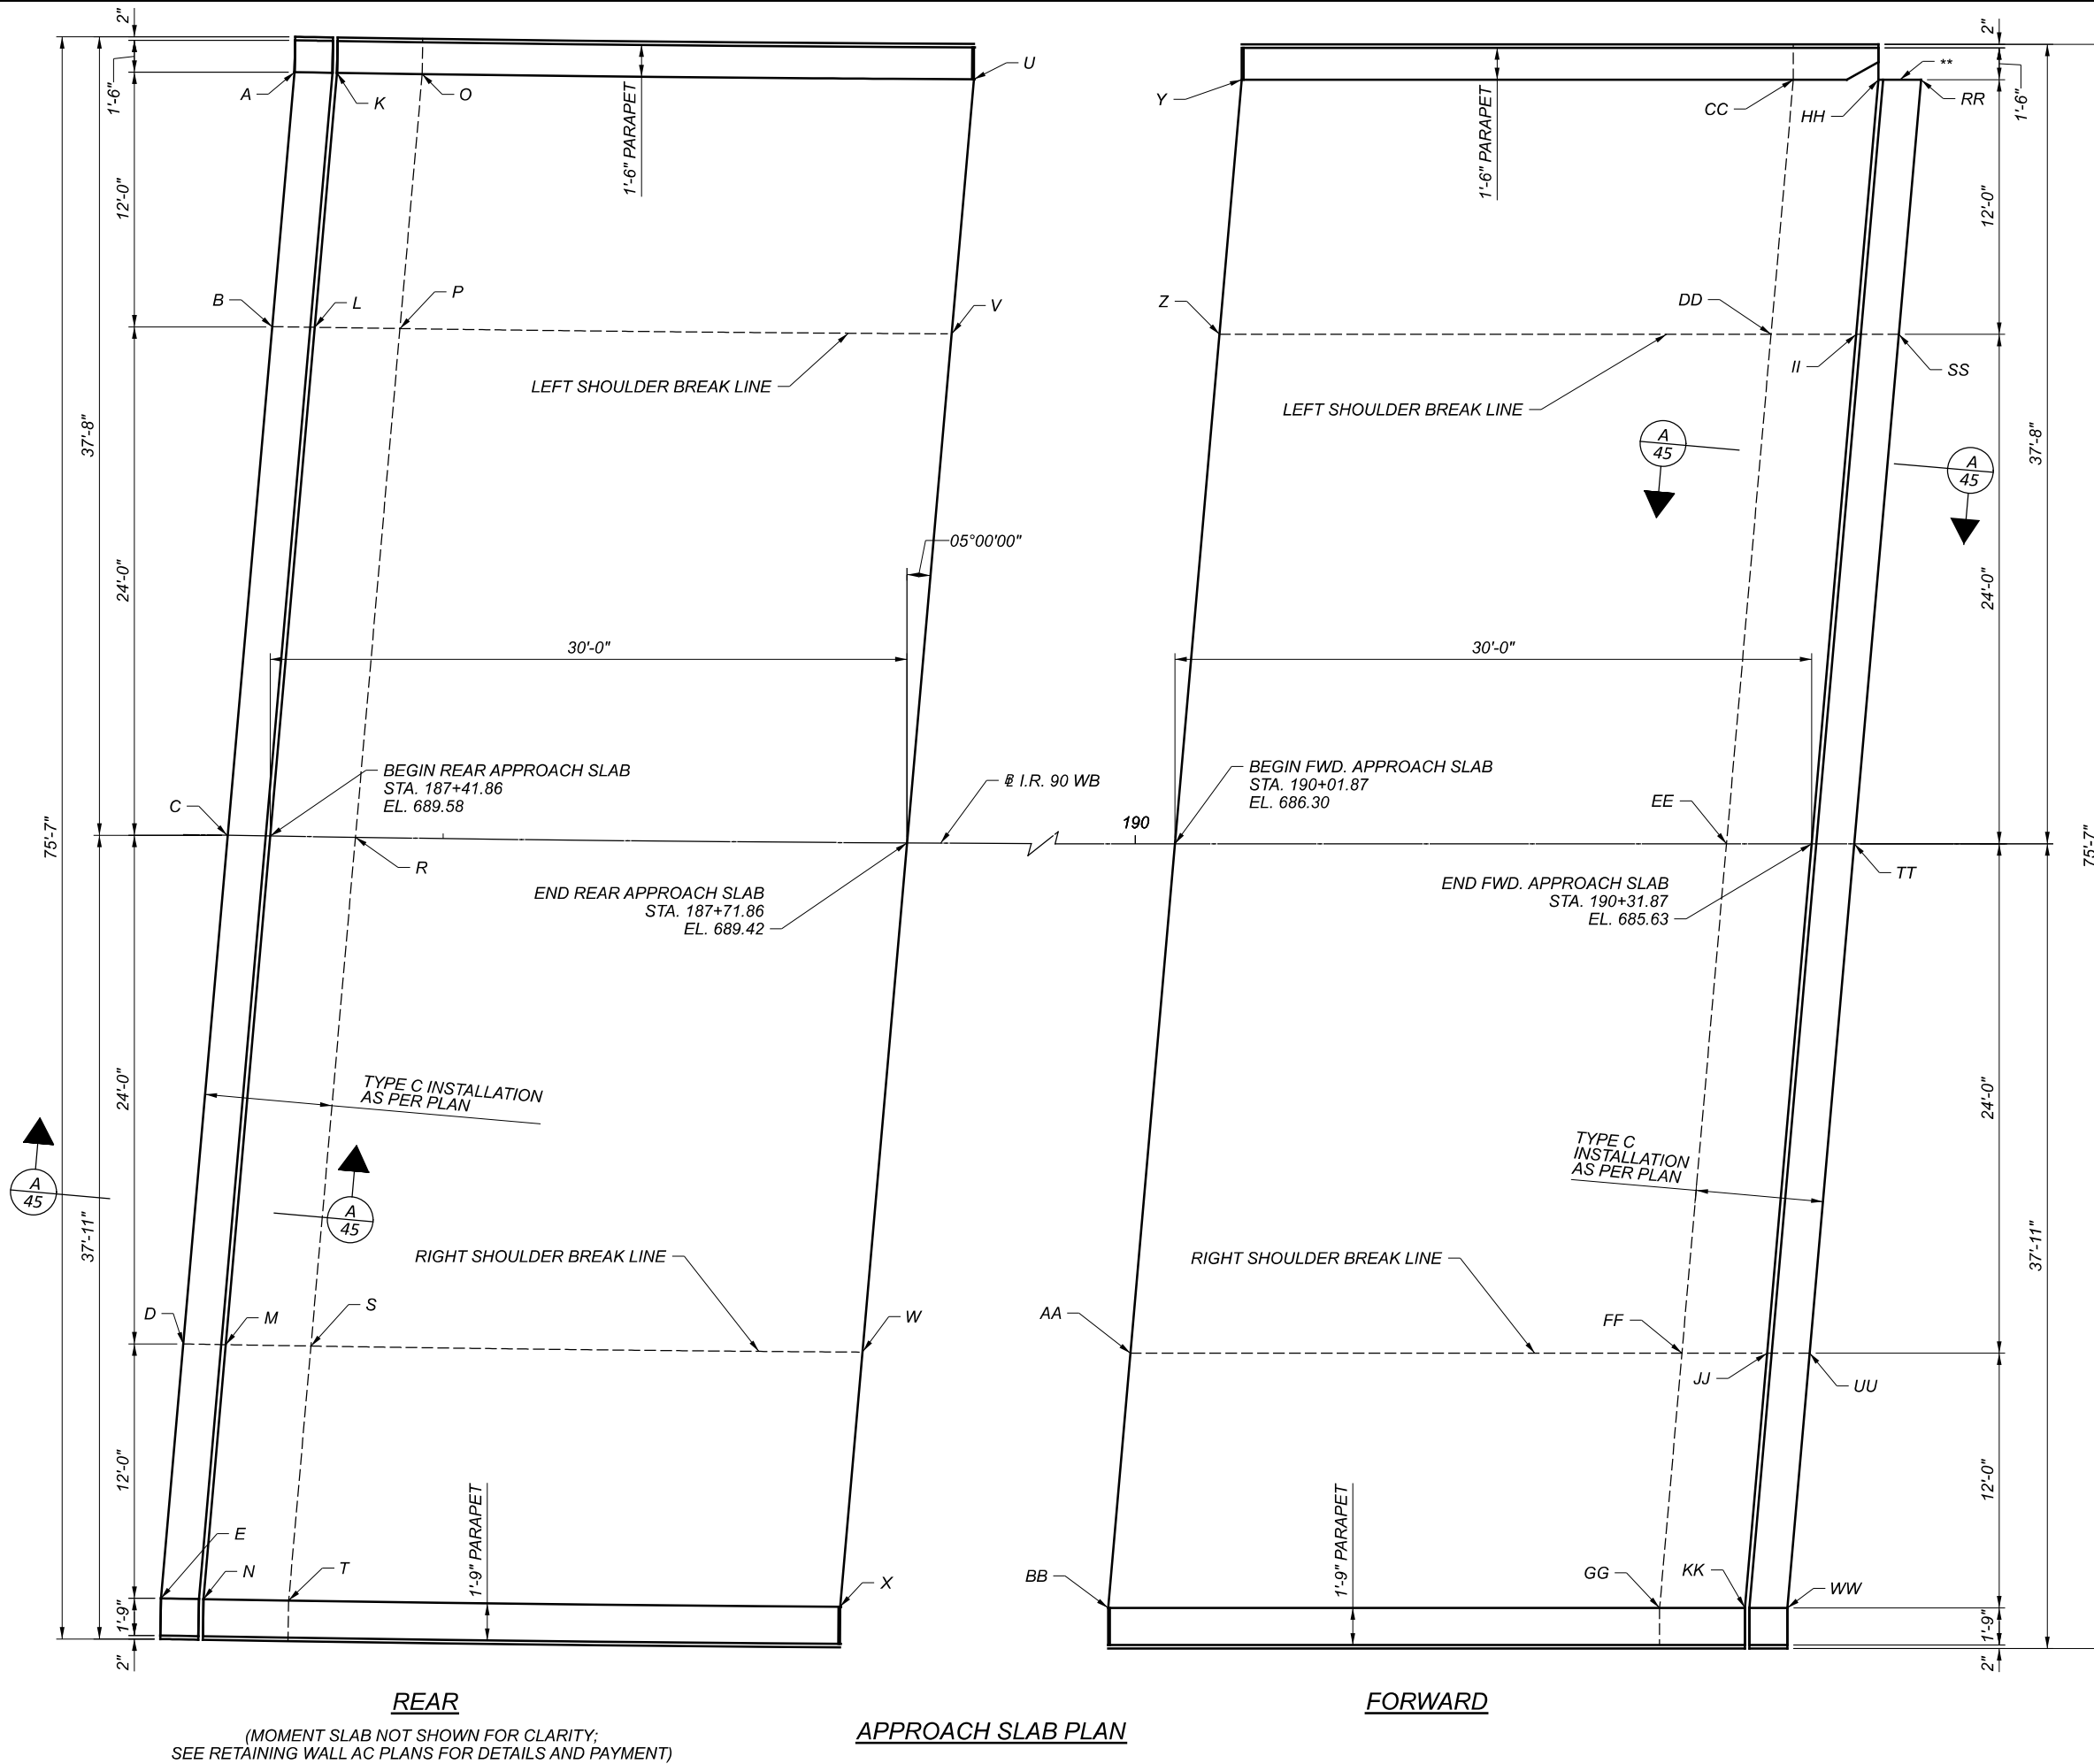 2"
1'-6"
12'-0"
24'-0"
37'-8"
75'-7"
24'-0"
37'-11"
12'-0"
1'-9"
2"
A
K
O
U
1'-6" PARAPET
B
L
P
V
LEFT SHOULDER BREAK LINE
05°00'00"
30'-0"
BEGIN REAR APPROACH SLAB
STA. 187+41.86
EL. 689.58
C
R
END REAR APPROACH SLAB
STA. 187+71.86
EL. 689.42
I.R. 90 WB
TYPE C INSTALLATION
AS PER PLAN
A
45
A
45
RIGHT SHOULDER BREAK LINE
D
M
S
W
E
N
T
X
1'-9" PARAPET
Y
1'-6" PARAPET
CC
HH
**
RR
2"
1'-6"
12'-0"
Z
DD
II
SS
LEFT SHOULDER BREAK LINE
A
45
A
45
37'-8"
24'-0"
30'-0"
BEGIN FWD. APPROACH SLAB
STA. 190+01.87
EL. 686.30
190
EE
TT
END FWD. APPROACH SLAB
STA. 190+31.87
EL. 685.63
75'-7"
24'-0"
TYPE C
INSTALLATION
AS PER PLAN
37'-11"
RIGHT SHOULDER BREAK LINE
AA
FF
JJ
UU
12'-0"
1'-9" PARAPET
BB
GG
KK
WW
1'-9"
2"
REAR
(MOMENT SLAB NOT SHOWN FOR CLARITY;
SEE RETAINING WALL AC PLANS FOR DETAILS AND PAYMENT)
FORWARD
APPROACH SLAB PLAN